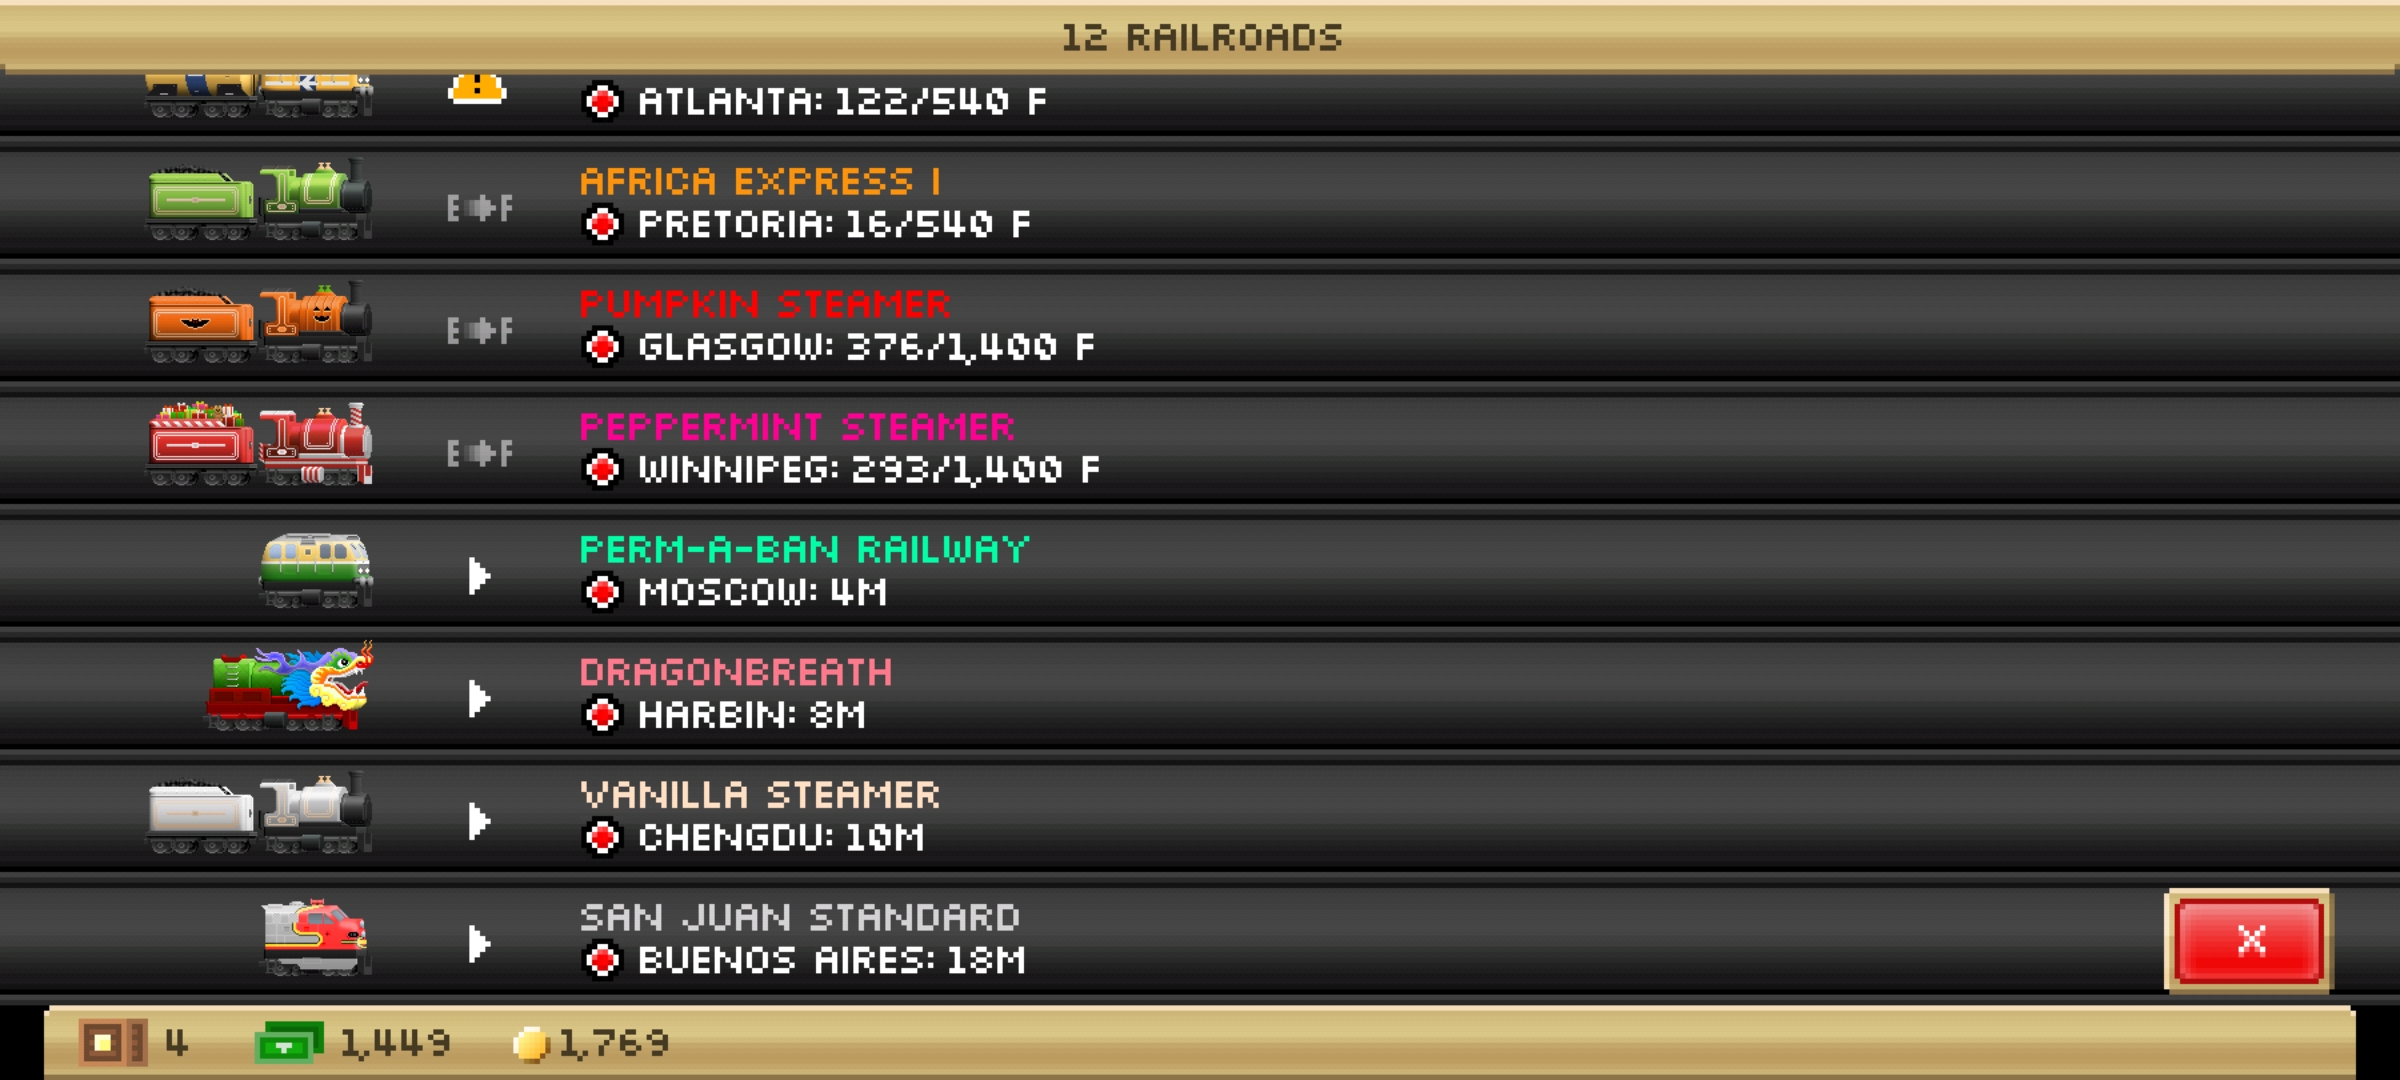 12 RAILROADS
!
ATLANTA: 122/540 F
AFRICA EXPRESS I
E F
PRETORIA: 16/540 F
PUMPKIN STEAMER
E F
GLASGOW: 376/1,400 F
PEPPERMINT STEAMER
E F
WINNIPEG: 293/1,400 F
PERM-A-BAN RAILWAY
MOSCOW: 4M
DRAGONBREATH
HARBIN: 8M
VANILLA STEAMER
CHENGDU: 10M
SAN JUAN STANDARD
BUENOS AIRES: 18M
X
4 1,449 1,769